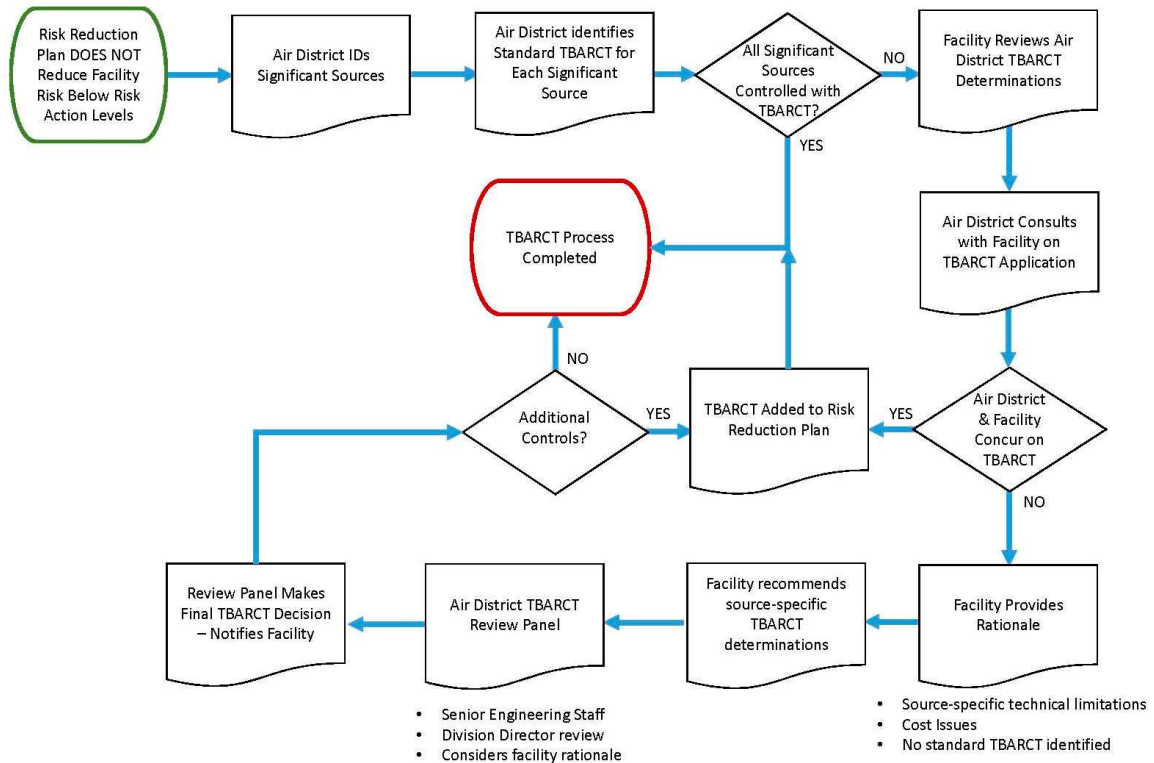 Risk Reduction
Plan DOES NOT
Reduce Facility
Risk Below Risk
Action Levels
Air District IDs
Significant Sources
Air District identifies
Standard TBARCT for
Each Significant
Source
All Significant
Sources
Controlled with
TBARCT?
NO
YES
Facility Reviews Air
District TBARCT
Determinations
TBARCT Process
Completed
Air District Consults
with Facility on
TBARCT Application
NO
Additional
Controls?
YES
TBARCT Added to Risk
Reduction Plan
YES
Air District
& Facility
Concur on
TBARCT
NO
Review Panel Makes
Final TBARCT Decision
– Notifies Facility
Air District TBARCT
Review Panel
Facility recommends
source-specific
TBARCT
determinations
Facility Provides
Rationale
• Senior Engineering Staff
• Division Director review
• Considers facility rationale
• Source-specific technical limitations
• Cost Issues
• No standard TBARCT identified